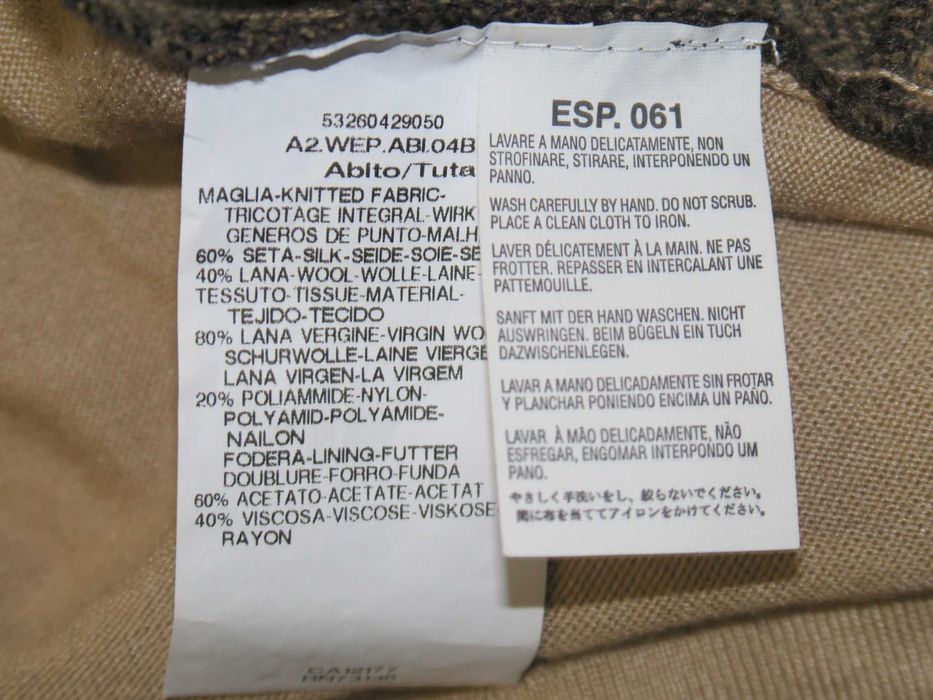 53260429050
A2.WEP.ABI.04B
Abito/Tuta
MAGLIA-KNITTED FABRIC-
TRICOTAGE INTEGRAL-WIRK
GENEROS DE PUNTO-MALH
60% SETA-SILK-SEIDE-SOIE-SE
40% LANA-WOOL-WOLLE-LAINE-
TESSUTO-TISSUE-MATERIAL-
TEJIDO-TECIDO
80% LANA VERGINE-VIRGIN WO
SCHURWOLLE-LAINE VIERGE
LANA VIRGEN-LA VIRGEM
20% POLIAMMIDE-NYLON-
POLYAMID-POLYAMIDE-
NAILON
FODERA-LINING-FUTTER
DOUBLURE-FORRO-FUNDA
60% ACETATO-ACETATE-ACETAT
40% VISCOSA-VISCOSE-VISKOSE-
RAYON
ESP. 061
LAVARE A MANO DELICATAMENTE, NON
STROFINARE, STIRARE, INTERPONENDO UN
PANNO.
WASH CAREFULLY BY HAND. DO NOT SCRUB.
PLACE A CLEAN CLOTH TO IRON.
LAVER DÉLICATEMENT À LA MAIN. NE PAS
FROTTER. REPASSER EN INTERCALANT UNE
PATTEMOUILLE.
SANFT MIT DER HAND WASCHEN. NICHT
AUSWRINGEN. BEIM BÜGELN EIN TUCH
DAZWISCHENLEGEN.
LAVAR A MANO DELICADAMENTE SIN FROTAR
Y PLANCHAR PONIENDO ENCIMA UN PAÑO.
LAVAR À MÀO DELICADAMENTE, NÃO
ESFREGAR, ENGOMAR INTERPONDO UM
PANO.
やさしく手洗いをし、絞らないでください。
間に布を当ててアイロンをかけてください。